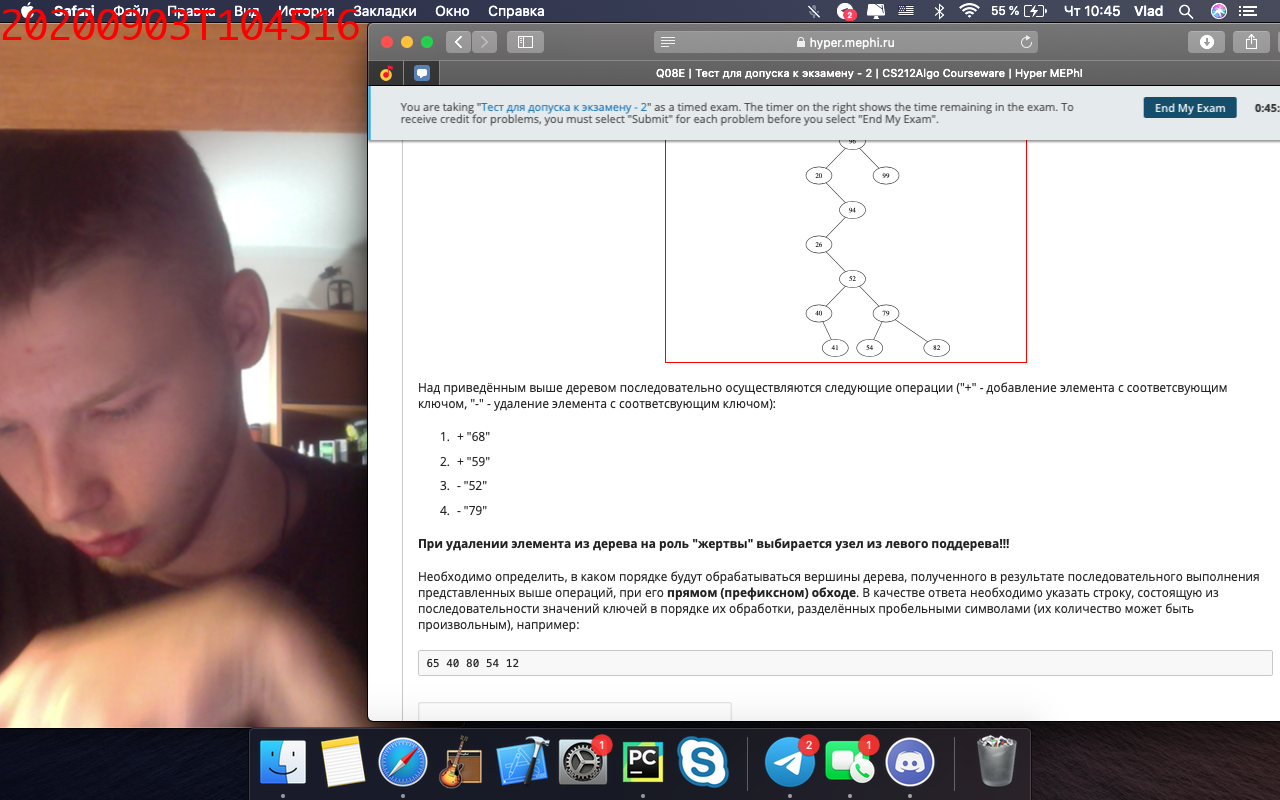 20200903T104516
Safari Файл Правка Вид История Закладки Окно Справка
2 55 % Чт 10:45 Vlad
hyper.mephi.ru
Q08E | Тест для допуска к экзамену - 2 | CS212Algo Courseware | Hyper MEPhI
You are taking "Тест для допуска к экзамену - 2" as a timed exam. The timer on the right shows the time remaining in the exam. To
receive credit for problems, you must select "Submit" for each problem before you select "End My Exam".
End My Exam
0:45:
96
20 99
94
26
52
40 79
41 54 82
Над приведённым выше деревом последовательно осуществляются следующие операции ("+" - добавление элемента с соответсвующим
ключом, "-" - удаление элемента с соответсвующим ключом):
1. + "68"
2. + "59"
3. - "52"
4. - "79"
При удалении элемента из дерева на роль "жертвы" выбирается узел из левого поддерева!!!
Необходимо определить, в каком порядке будут обрабатываться вершины дерева, полученного в результате последовательного выполнения
представленных выше операций, при его прямом (префиксном) обходе. В качестве ответа необходимо указать строку, состоящую из
последовательности значений ключей в порядке их обработки, разделённых пробельными символами (их количество может быть
произвольным), например:
65 40 80 54 12
1
PC
2
1